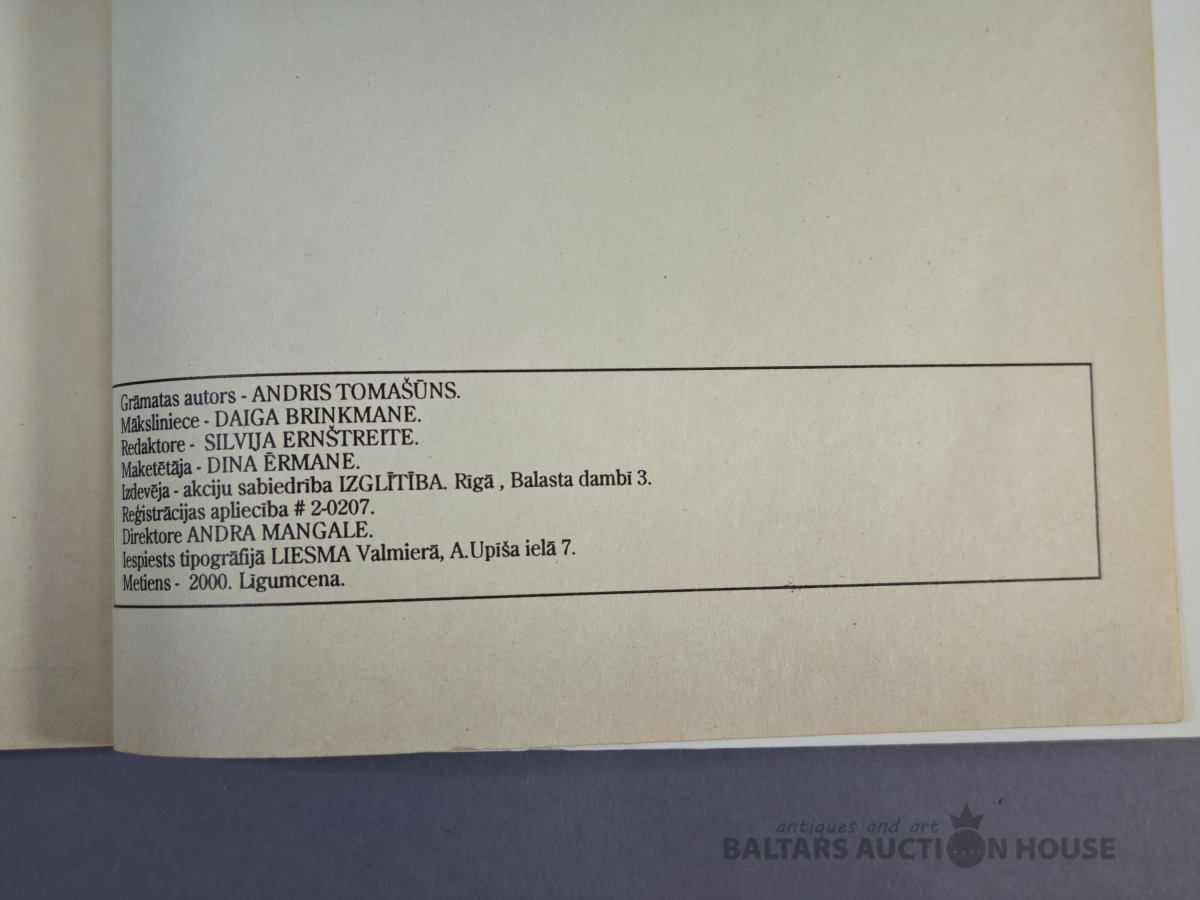 Grāmatas autors - ANDRIS TOMAŠŪNS.
Māksliniece - DAIGA BRINKMANE.
Redaktore - SILVIJA ERNŠTREITE.
Maketētāja - DINA ĒRMANE.
Izdevēja - akciju sabiedrība IZGLĪTĪBA. Rīgā , Balasta dambī 3.
Reģistrācijas apliecība # 2-0207.
Direktore ANDRA MANGALE.
Iespiests tipogrāfijā LIESMA Valmierā, A.Upīša ielā 7.
Metiens - 2000. Līgumcena.
antiques and art
BALTARS AUCTION HOUSE